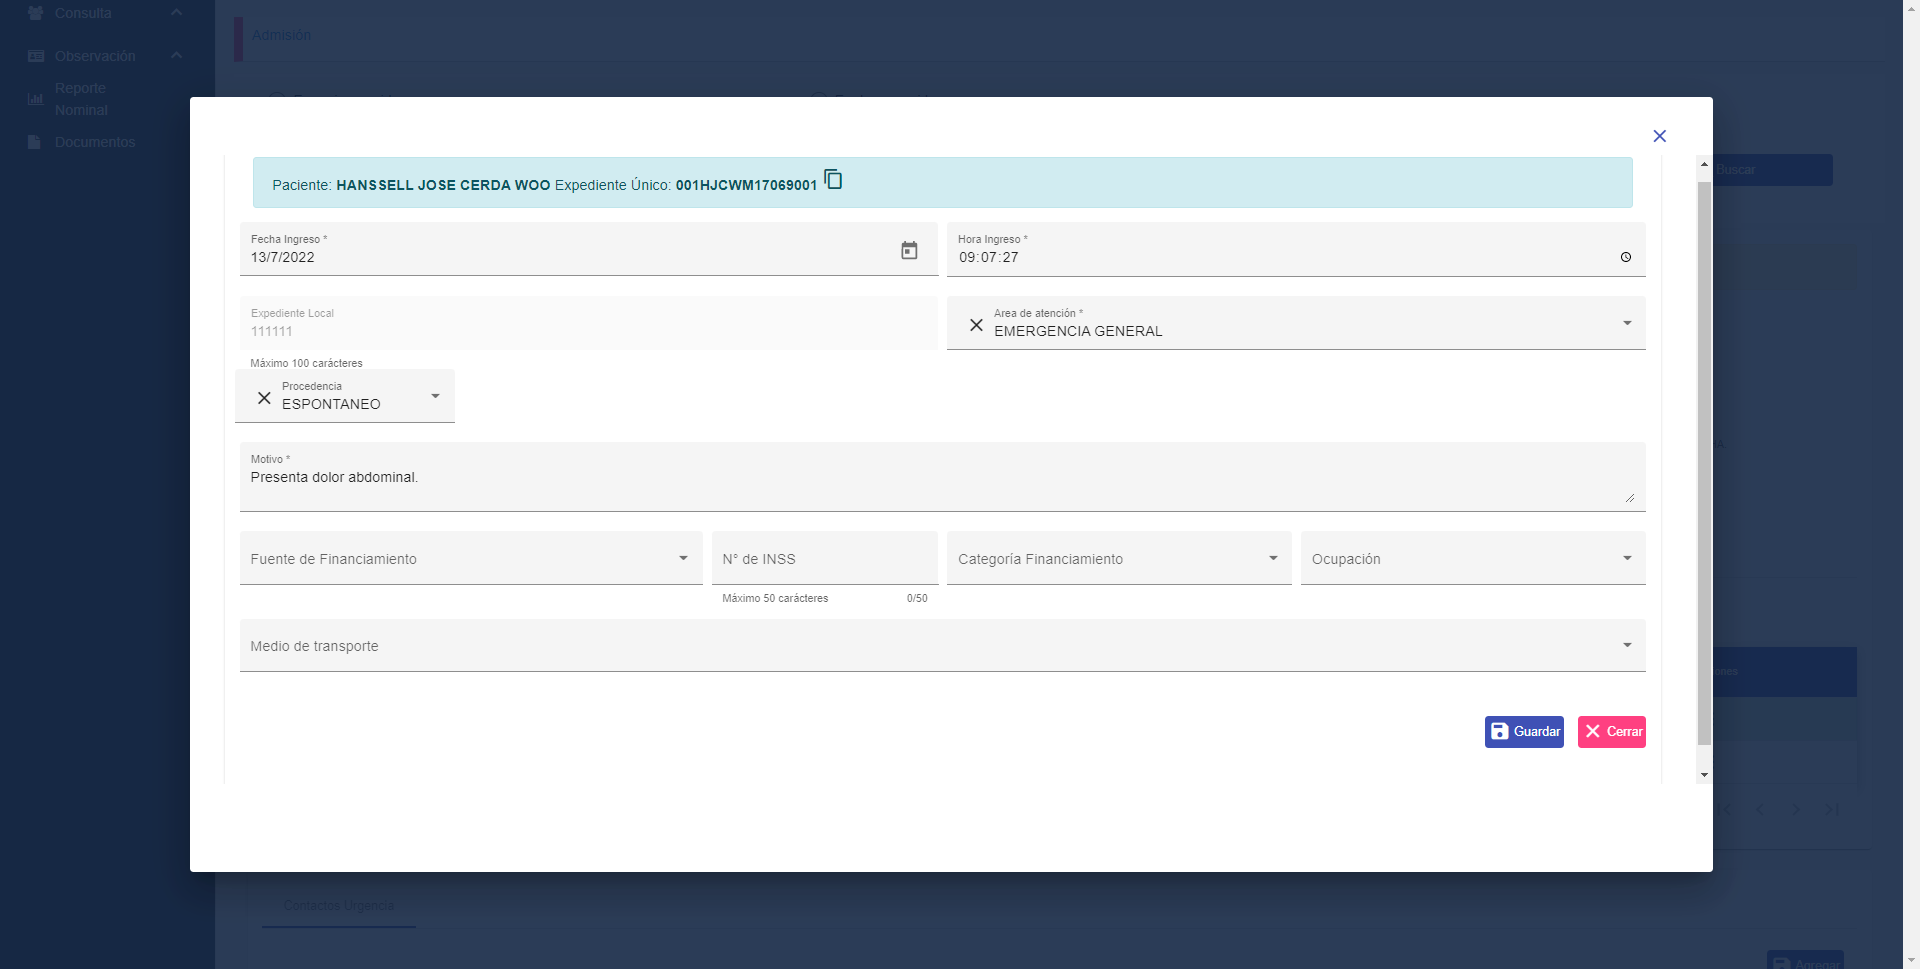 Consulta
Admisión
Observación
Reporte
Nominal
Documentos
Buscar
Paciente: HANSSELL JOSE CERDA WOO Expediente Único: 001HJCWM17069001
Fecha Ingreso *
13/7/2022
Hora Ingreso *
09:07:27
Expediente Local
111111
Máximo 100 carácteres
Area de atención *
EMERGENCIA GENERAL
Procedencia
ESPONTANEO
Motivo *
Presenta dolor abdominal.
Fuente de Financiamiento
N° de INSS
Máximo 50 carácteres
0/50
Categoría Financiamiento
Ocupación
Medio de transporte
ones
Guardar
Cerrar
Contactos Urgencia
Agregar